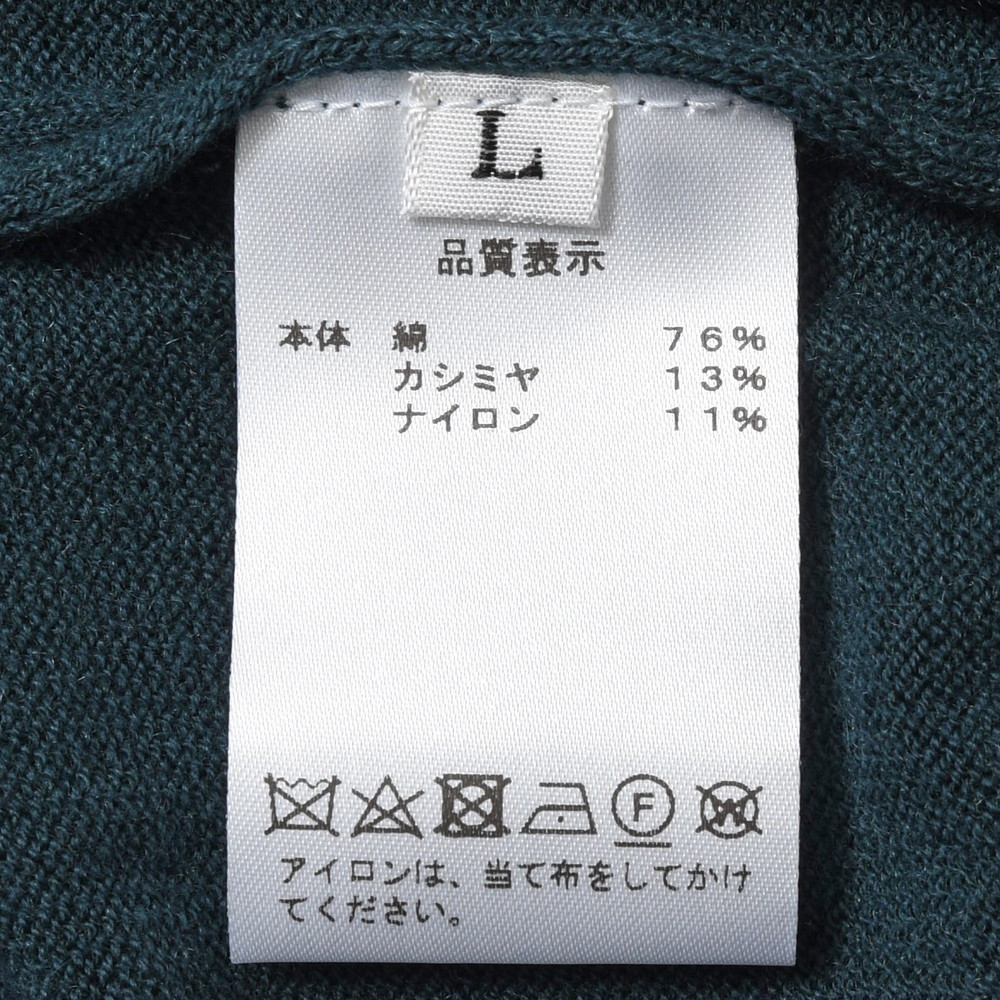 L
品質表示
本体 綿 76%
カシミヤ 13%
ナイロン 11%
F W
アイロンは、当て布をしてかけ
てください。